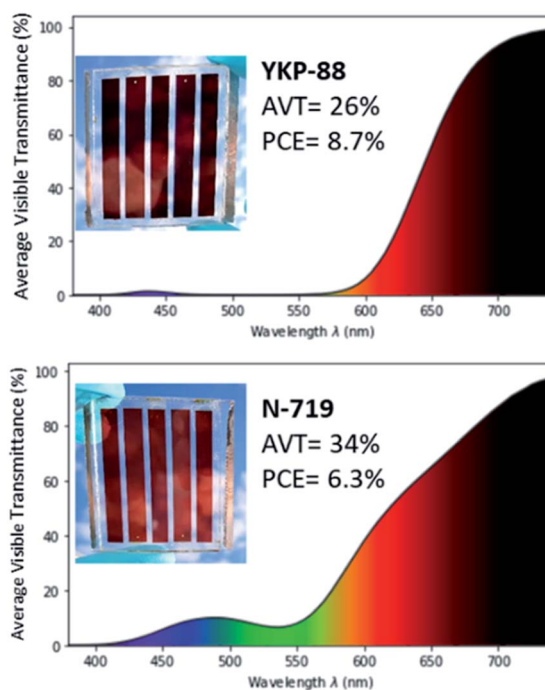 Average Visible Transmittance (%)
100
80
60
40
20
0
YKP-88
AVT= 26%
PCE= 8.7%
400 450 500 550 600 650 700
Wavelength λ (nm)
Average Visible Transmittance (%)
100
80
60
40
20
0
N-719
AVT= 34%
PCE= 6.3%
400 450 500 550 600 650 700
Wavelength λ (nm)